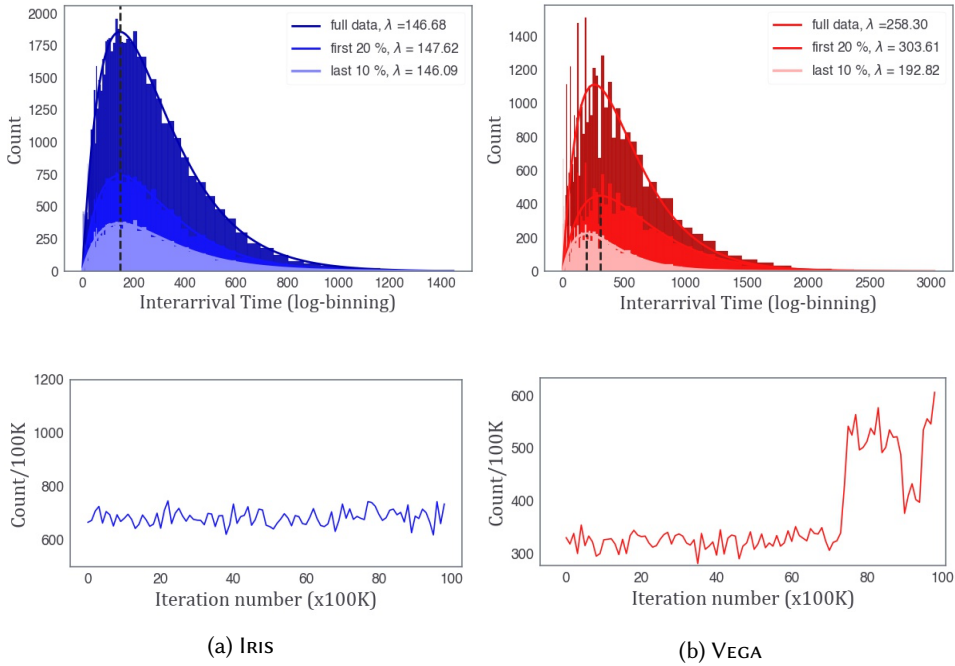 2000
1750
1500
1250
1000
750
500
250
0
Count
full data, λ =146.68
first 20 %, λ = 147.62
last 10 %, λ = 146.09
0 200 400 600 800 1000 1200 1400
Interarrival Time (log-binning)
1400
1200
1000
800
600
400
200
0
Count
full data, λ =258.30
first 20 %, λ = 303.61
last 10 %, λ = 192.82
0 500 1000 1500 2000 2500 3000
Interarrival Time (log-binning)
1200
1000
800
600
Count/100K
0 20 40 60 80 100
Iteration number (x100K)
600
500
400
300
Count/100K
0 20 40 60 80 100
Iteration number (x100K)
(a) IRIS
(b) VEGA